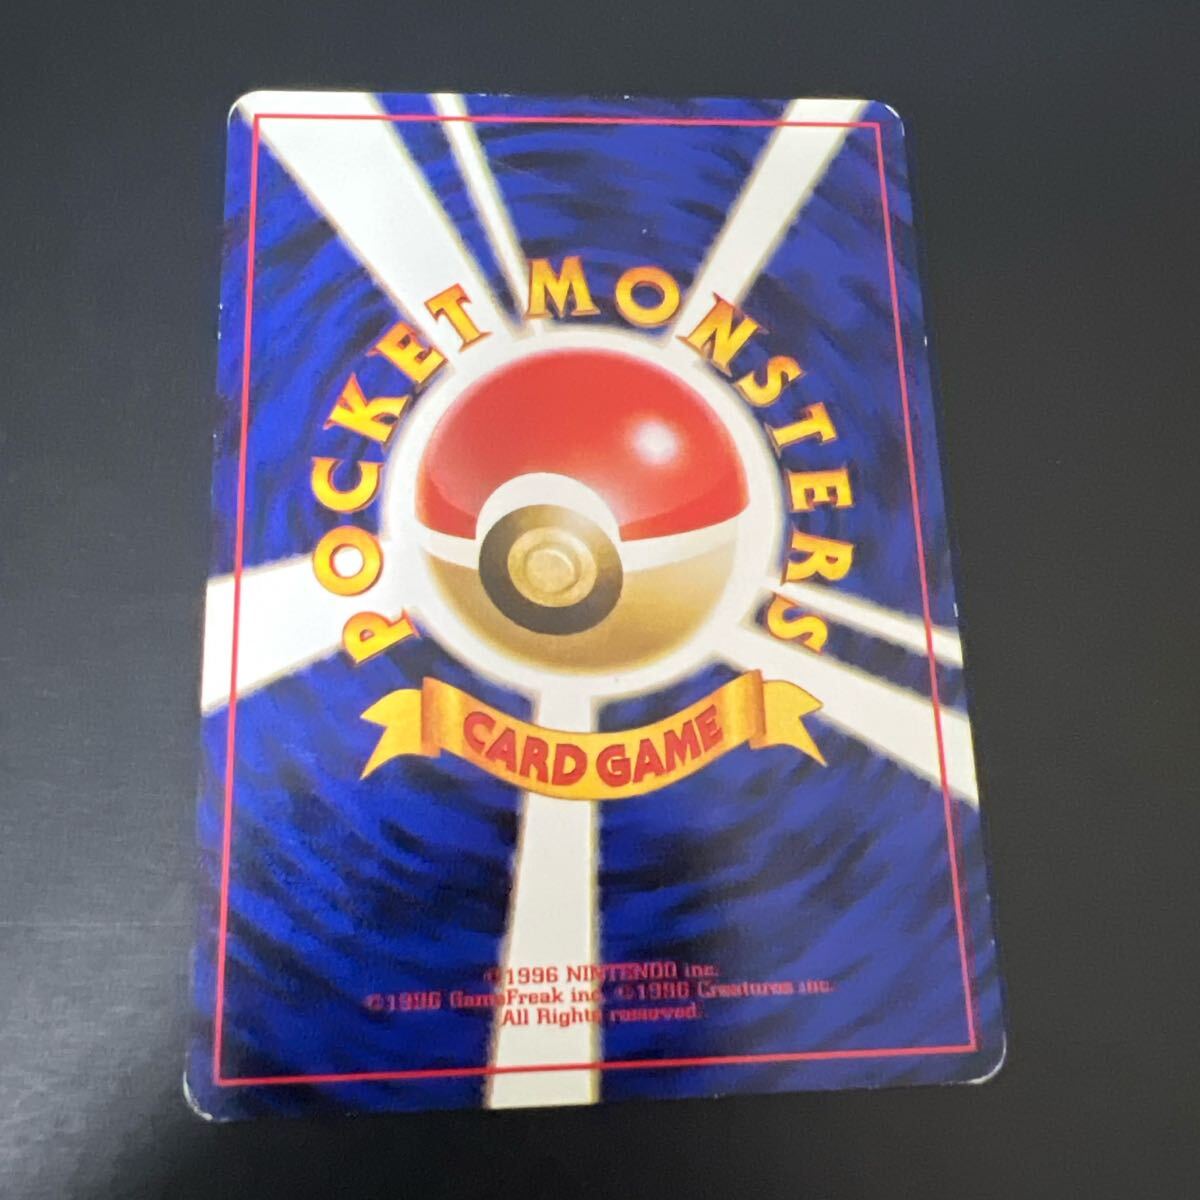 POCKET MONSTERS
CARD GAME
©1996 NINTENDO inc.
©1996 GameFreak inc. ©1996 Creatures inc.
All Rights reserved.